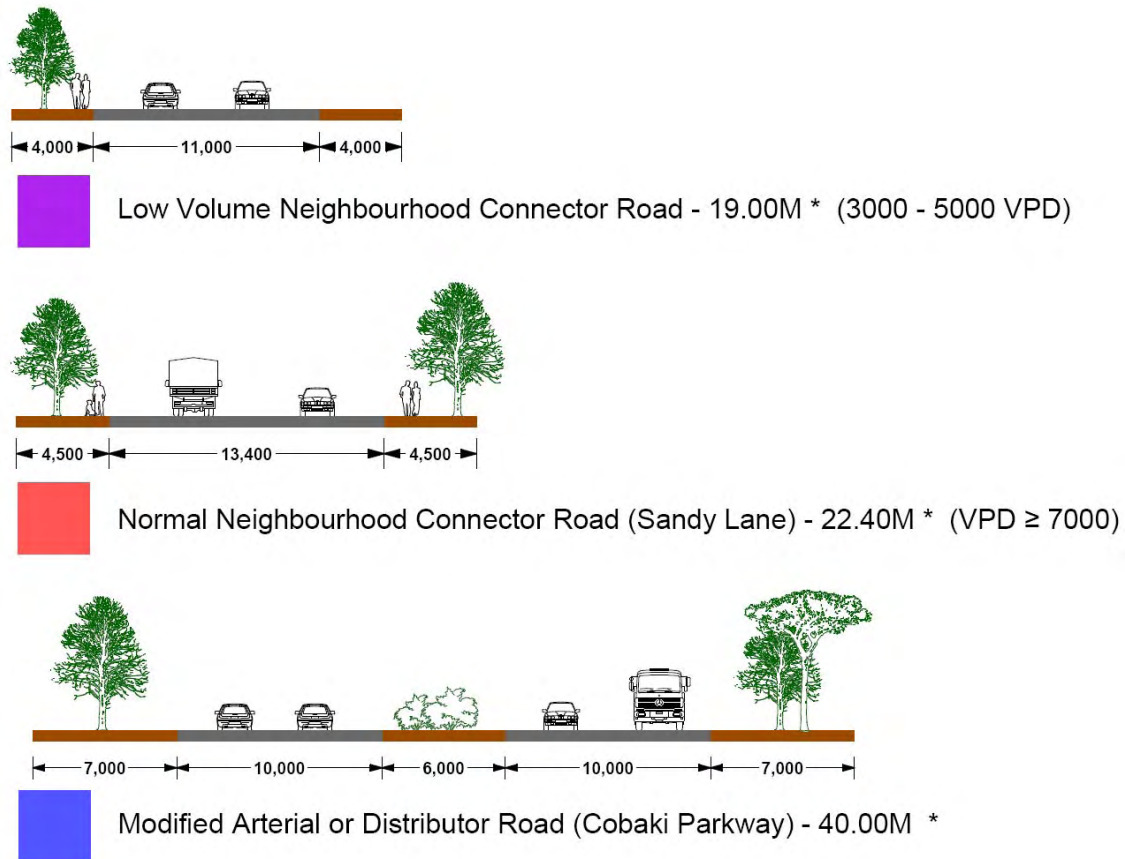 4,000 11,000 4,000
Low Volume Neighbourhood Connector Road - 19.00M * (3000 - 5000 VPD)
4,500 13,400 4,500
Normal Neighbourhood Connector Road (Sandy Lane) - 22.40M * (VPD ≥ 7000)
7,000 10,000 6,000 10,000 7,000
Modified Arterial or Distributor Road (Cobaki Parkway) - 40.00M *